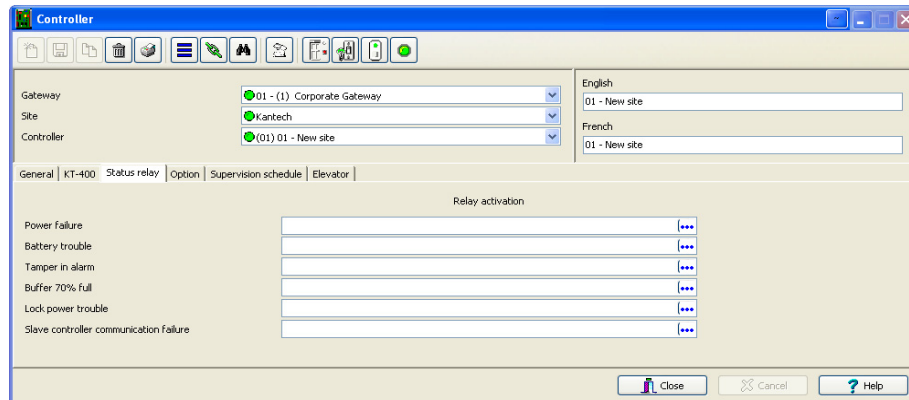 Controller
Gateway
01 - (1) Corporate Gateway
Site
Kantech
Controller
(01) 01 - New site
English
01 - New site
French
01 - New site
General KT-400 Status relay Option Supervision schedule Elevator
Relay activation
Power failure
Battery trouble
Tamper in alarm
Buffer 70% full
Lock power trouble
Slave controller communication failure
Close Cancel Help